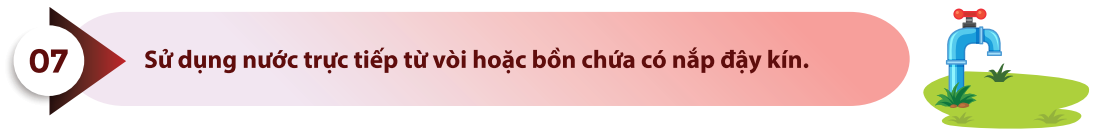 07
Sử dụng nước trực tiếp từ vòi hoặc bồn chứa có nắp đậy kín.